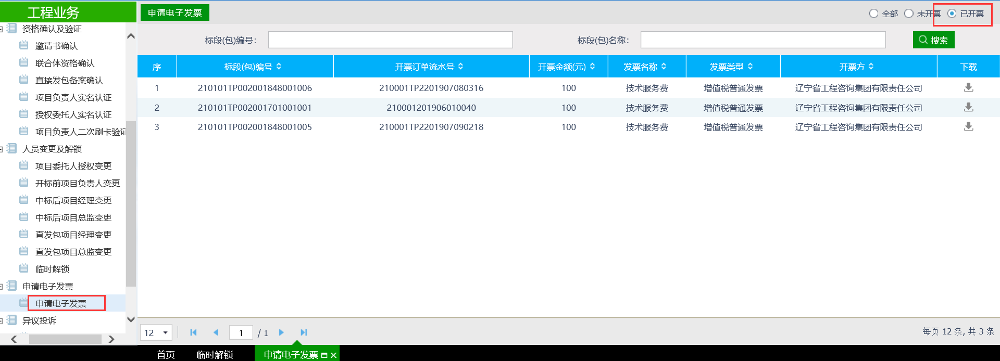 工程业务
资格确认及验证
邀请书确认
联合体资格确认
直接发包备案确认
项目负责人实名认证
授权委托人实名认证
项目负责人二次刷卡验证
人员变更及解锁
项目委托人授权变更
开标前项目负责人变更
中标后项目经理变更
中标后项目总监变更
直发包项目经理变更
直发包项目总监变更
临时解锁
申请电子发票
申请电子发票
异议投诉
申请电子发票
全部 未开票 已开票
标段(包)编号： 标段(包)名称： 搜索
序 标段(包)编号 开票订单流水号 开票金额(元) 发票名称 发票类型 开票方 下载
1 210101TP002001848001006 210001TP2201907080316 100 技术服务费 增值税普通发票 辽宁省工程咨询集团有限责任公司
2 210101TP002001701001001 210001201906010040 100 技术服务费 增值税普通发票 辽宁省工程咨询集团有限责任公司
3 210101TP002001848001005 210001TP2201907090218 100 技术服务费 增值税普通发票 辽宁省工程咨询集团有限责任公司
12 1 / 1 每页 12 条, 共 3 条
首页 临时解锁 申请电子发票